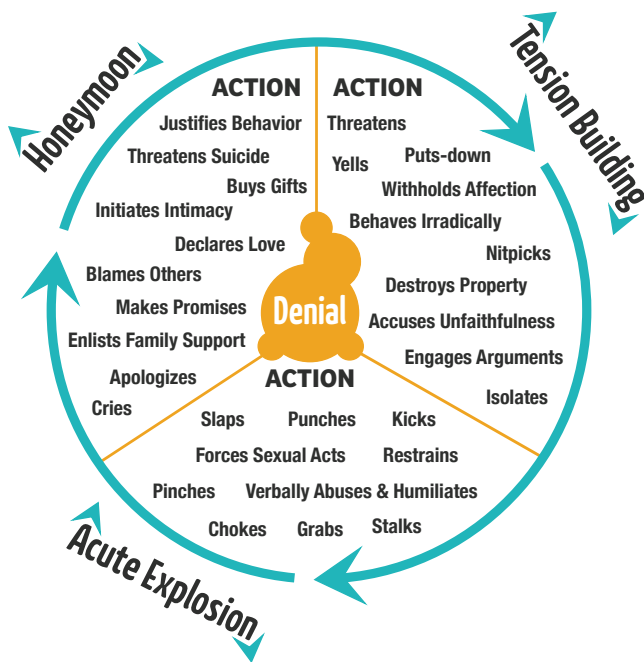 Honeymoon
ACTION
Justifies Behavior
Threatens Suicide
Buys Gifts
Initiates Intimacy
Declares Love
Blames Others
Makes Promises
Enlists Family Support
Apologizes
Cries
Tension Building
ACTION
Threatens
Yells
Puts-down
Withholds Affection
Behaves Irradically
Nitpicks
Destroys Property
Accuses Unfaithfulness
Engages Arguments
Isolates
Denial
Acute Explosion
ACTION
Slaps Punches Kicks
Forces Sexual Acts Restrains
Pinches Verbally Abuses & Humiliates
Chokes Grabs Stalks